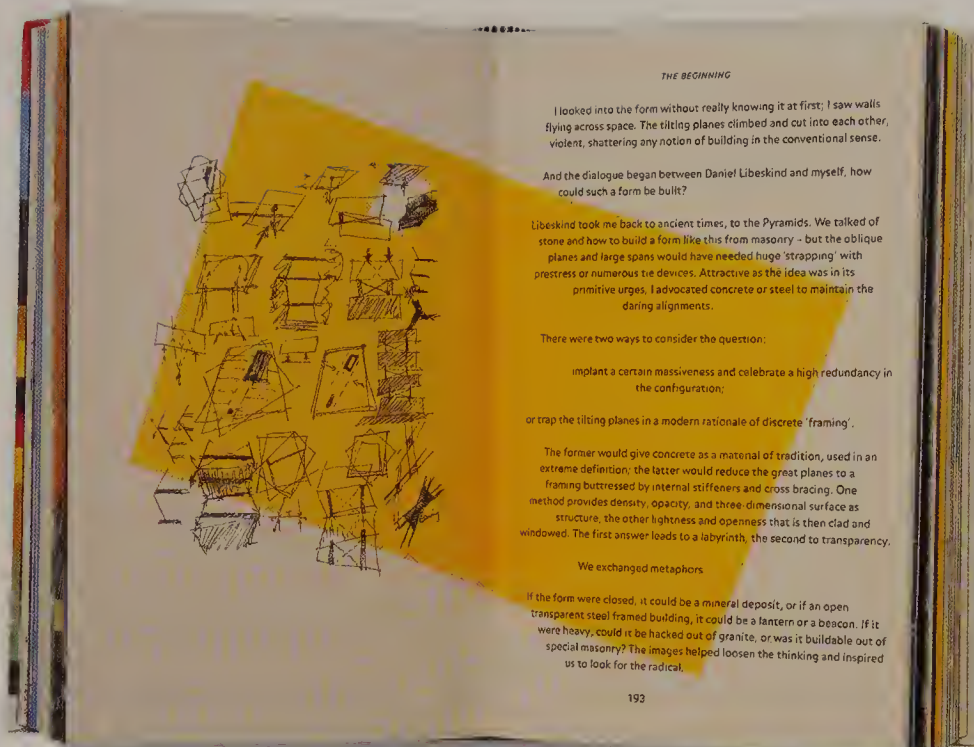 THE BEGINNING
I looked into the form without really knowing it at first; I saw walls
flying across space. The tilting planes climbed and cut into each other,
violent, shattering any notion of building in the conventional sense.
And the dialogue began between Daniel Libeskind and myself, how
could such a form be built?
Libeskind took me back to ancient times, to the Pyramids. We talked of
stone and how to build a form like this from masonry – but the oblique
planes and large spans would have needed huge 'strapping' with
prestress or numerous tie devices. Attractive as the idea was in its
primitive urges, I advocated concrete or steel to maintain the
daring alignments.
There were two ways to consider the question:
implant a certain massiveness and celebrate a high redundancy in
the configuration;
or trap the tilting planes in a modern rationale of discrete 'framing'.
The former would give concrete as a material of tradition, used in an
extreme definition; the latter would reduce the great planes to a
framing buttressed by internal stiffeners and cross bracing. One
method provides density, opacity, and three-dimensional surface as
structure, the other lightness and openness that is then clad and
windowed. The first answer leads to a labyrinth, the second to transparency.
We exchanged metaphors
If the form were closed, it could be a mineral deposit, or if an open
transparent steel framed building, it could be a lantern or a beacon. If it
were heavy, could it be hacked out of granite, or was it buildable out of
special masonry? The images helped loosen the thinking and inspired
us to look for the radical.
193